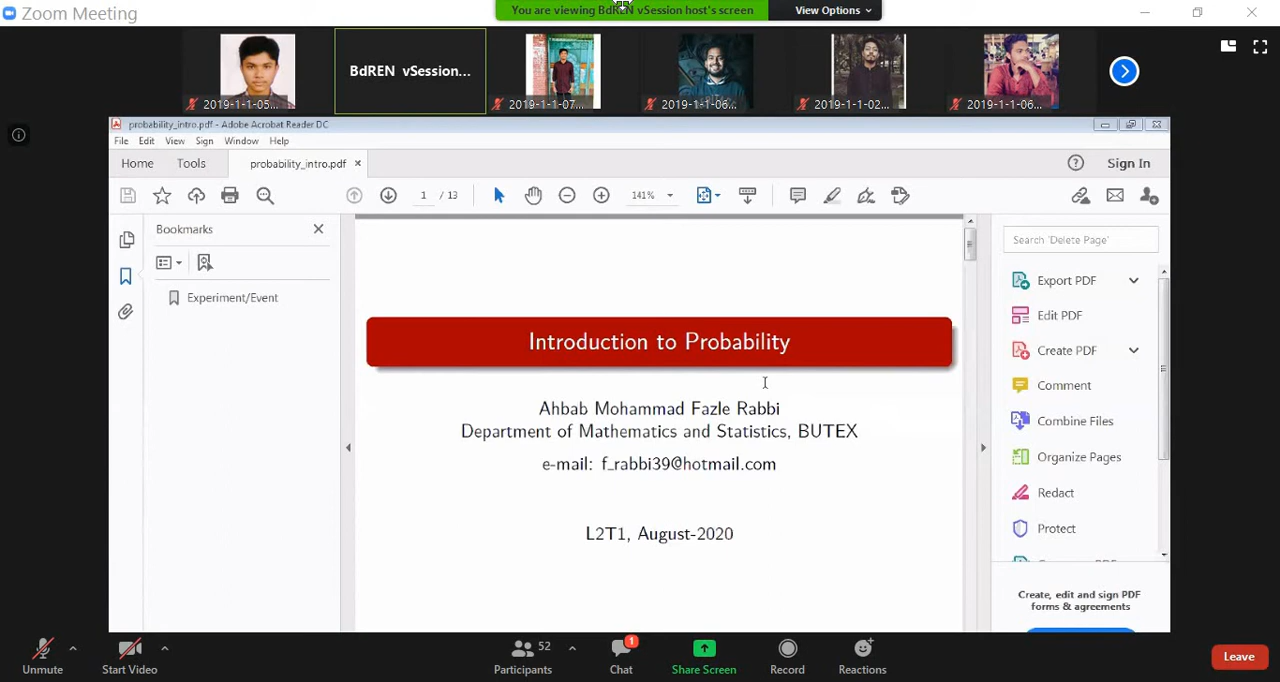 Zoom Meeting
You are viewing BdREN vSession host's screen
View Options
2019-1-1-05...
BdREN vSession...
2019-1-1-07...
2019-1-1-06...
2019-1-1-02...
2019-1-1-06...
probability_intro.pdf - Adobe Acrobat Reader DC
File Edit View Sign Window Help
Home Tools probability_intro.pdf × Sign In
1 / 13 141%
Bookmarks
Experiment/Event
Search 'Delete Page'
Export PDF
Edit PDF
Create PDF
Comment
Combine Files
Organize Pages
Redact
Protect
Create, edit and sign PDF
forms & agreements
Introduction to Probability
Ahbab Mohammad Fazle Rabbi
Department of Mathematics and Statistics, BUTEX
e-mail: f_rabbi39@hotmail.com
L2T1, August-2020
Unmute
Start Video
52
Participants
1
Chat
Share Screen
Record
Reactions
Leave